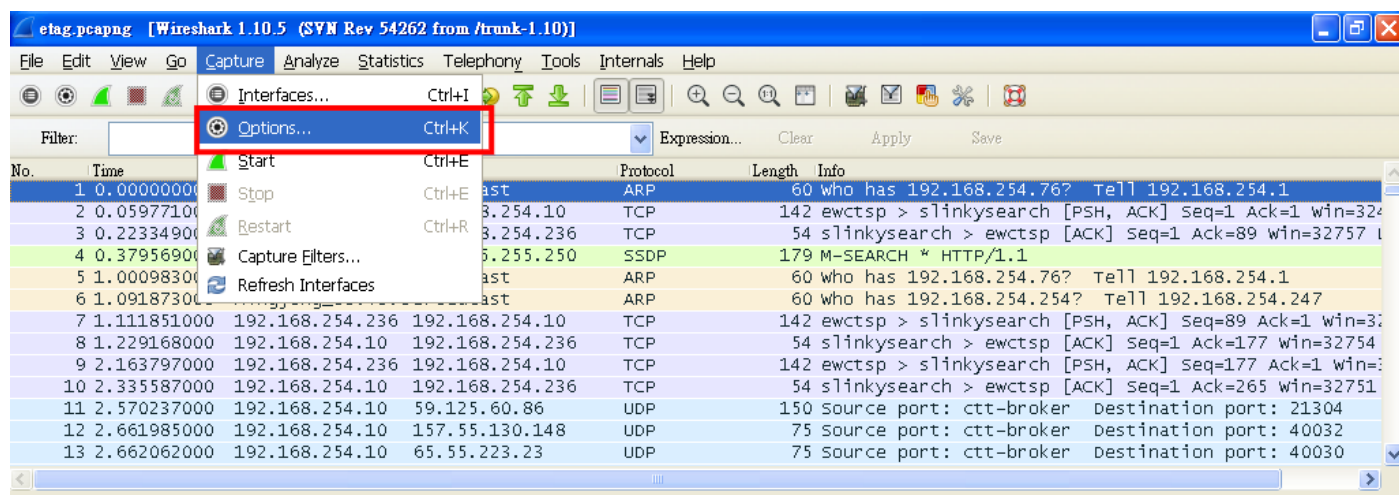 etag.pcapng [Wireshark 1.10.5 (SVN Rev 54262 from /trunk-1.10)]
File Edit View Go Capture Analyze Statistics Telephony Tools Internals Help
Interfaces... Ctrl+I
Options... Ctrl+K
Start Ctrl+E
Stop Ctrl+E
Restart Ctrl+R
Capture Filters...
Refresh Interfaces
Filter: Expression... Clear Apply Save
No. Time Protocol Length Info
1 0.00000000 ast ARP 60 Who has 192.168.254.76? Tell 192.168.254.1
2 0.05977100 .254.10 TCP 142 ewctsp > slinkysearch [PSH, ACK] Seq=1 Ack=1 Win=324
3 0.22334900 .254.236 TCP 54 slinkysearch > ewctsp [ACK] Seq=1 Ack=89 Win=32757
4 0.37956900 .255.250 SSDP 179 M-SEARCH * HTTP/1.1
5 1.00098300 ast ARP 60 Who has 192.168.254.76? Tell 192.168.254.1
6 1.091873000 ast ARP 60 Who has 192.168.254.254? Tell 192.168.254.247
7 1.111851000 192.168.254.236 192.168.254.10 TCP 142 ewctsp > slinkysearch [PSH, ACK] Seq=89 Ack=1 Win=32
8 1.229168000 192.168.254.10 192.168.254.236 TCP 54 slinkysearch > ewctsp [ACK] Seq=1 Ack=177 Win=32754
9 2.163797000 192.168.254.236 192.168.254.10 TCP 142 ewctsp > slinkysearch [PSH, ACK] Seq=177 Ack=1 Win=
10 2.335587000 192.168.254.10 192.168.254.236 TCP 54 slinkysearch > ewctsp [ACK] Seq=1 Ack=265 Win=32751
11 2.570237000 192.168.254.10 59.125.60.86 UDP 150 Source port: ctt-broker Destination port: 21304
12 2.661985000 192.168.254.10 157.55.130.148 UDP 75 Source port: ctt-broker Destination port: 40032
13 2.662062000 192.168.254.10 65.55.223.23 UDP 75 Source port: ctt-broker Destination port: 40030